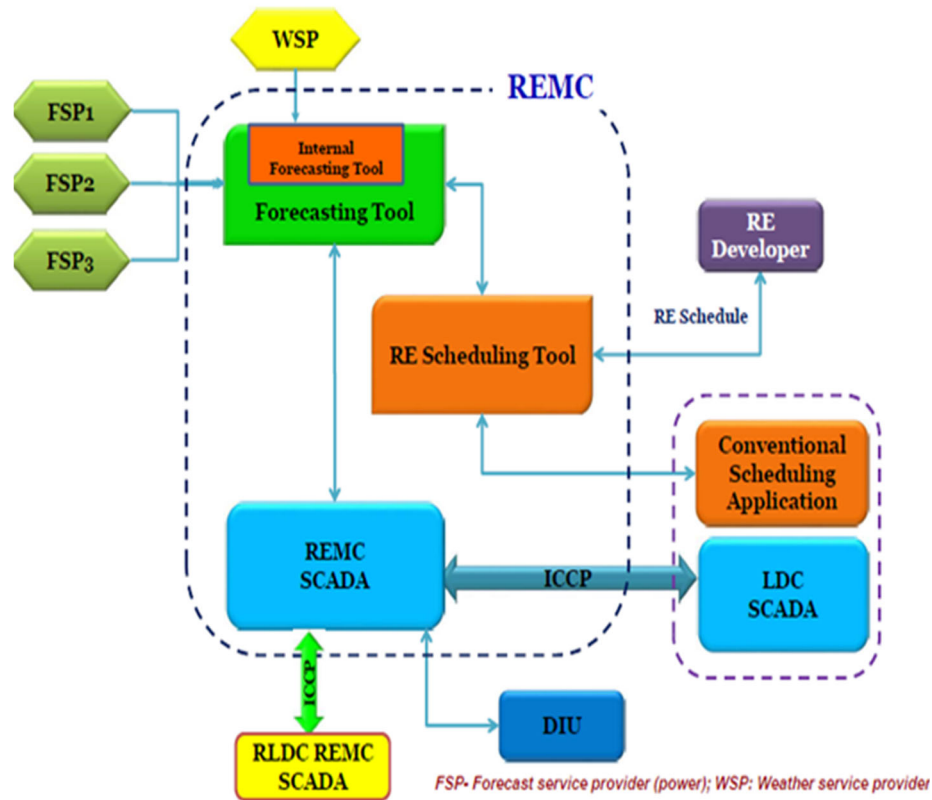 WSP
REMC
FSP1
FSP2
FSP3
Internal
Forecasting Tool
Forecasting Tool
RE
Developer
RE Schedule
RE Scheduling Tool
Conventional
Scheduling
Application
REMC
SCADA
ICCP
LDC
SCADA
ICCP
DIU
RLDC REMC
SCADA
FSP- Forecast service provider (power); WSP: Weather service provider